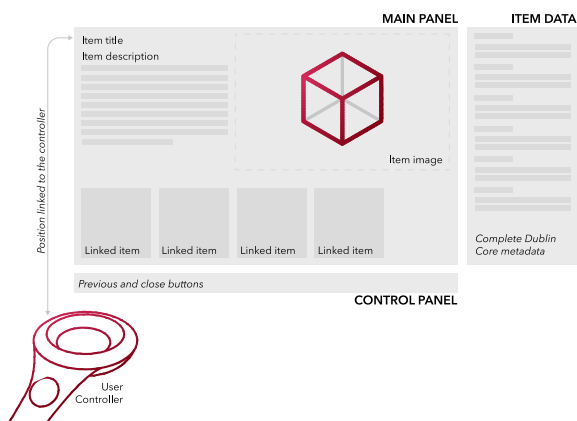 MAIN PANEL
ITEM DATA
Item title
Item description
Item image
Linked item
Linked item
Linked item
Linked item
Complete Dublin
Core metadata
Previous and close buttons
CONTROL PANEL
Position linked to the controller
User
Controller